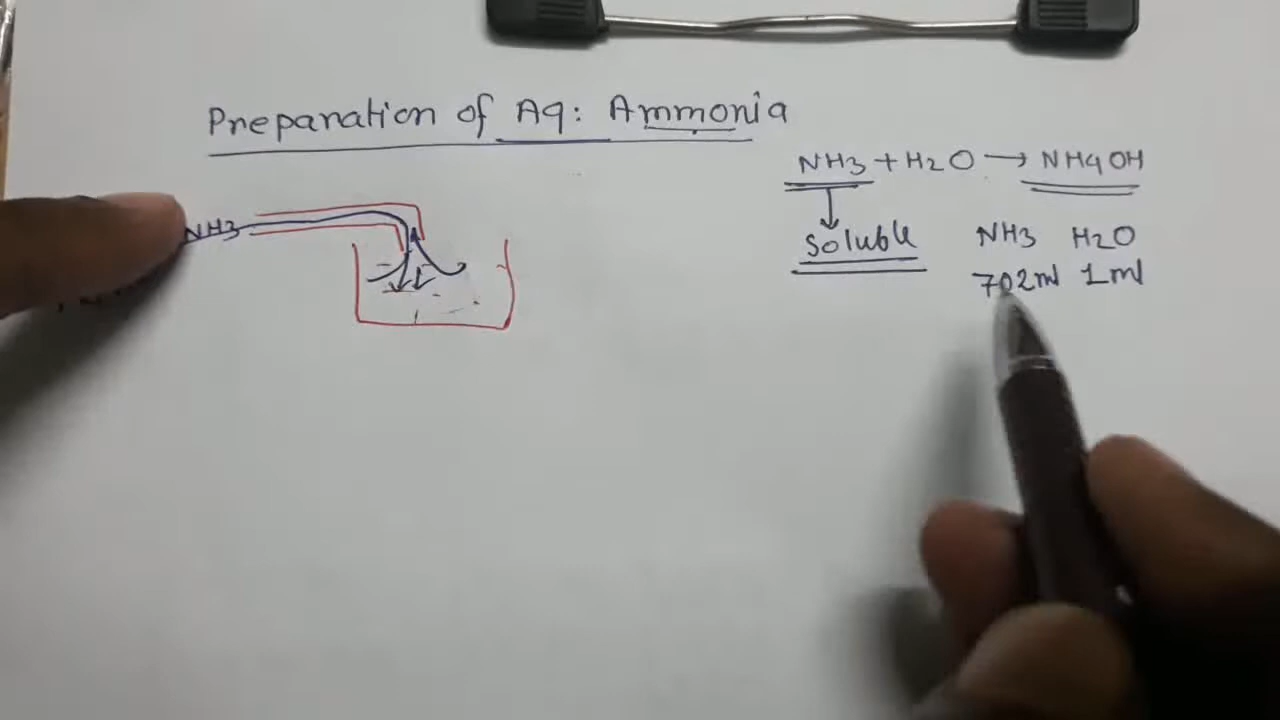 Preparation of Aq: Ammonia
NH3 + H2O → NH4OH
Soluble
NH3 H2O
702ml 1ml
NH3